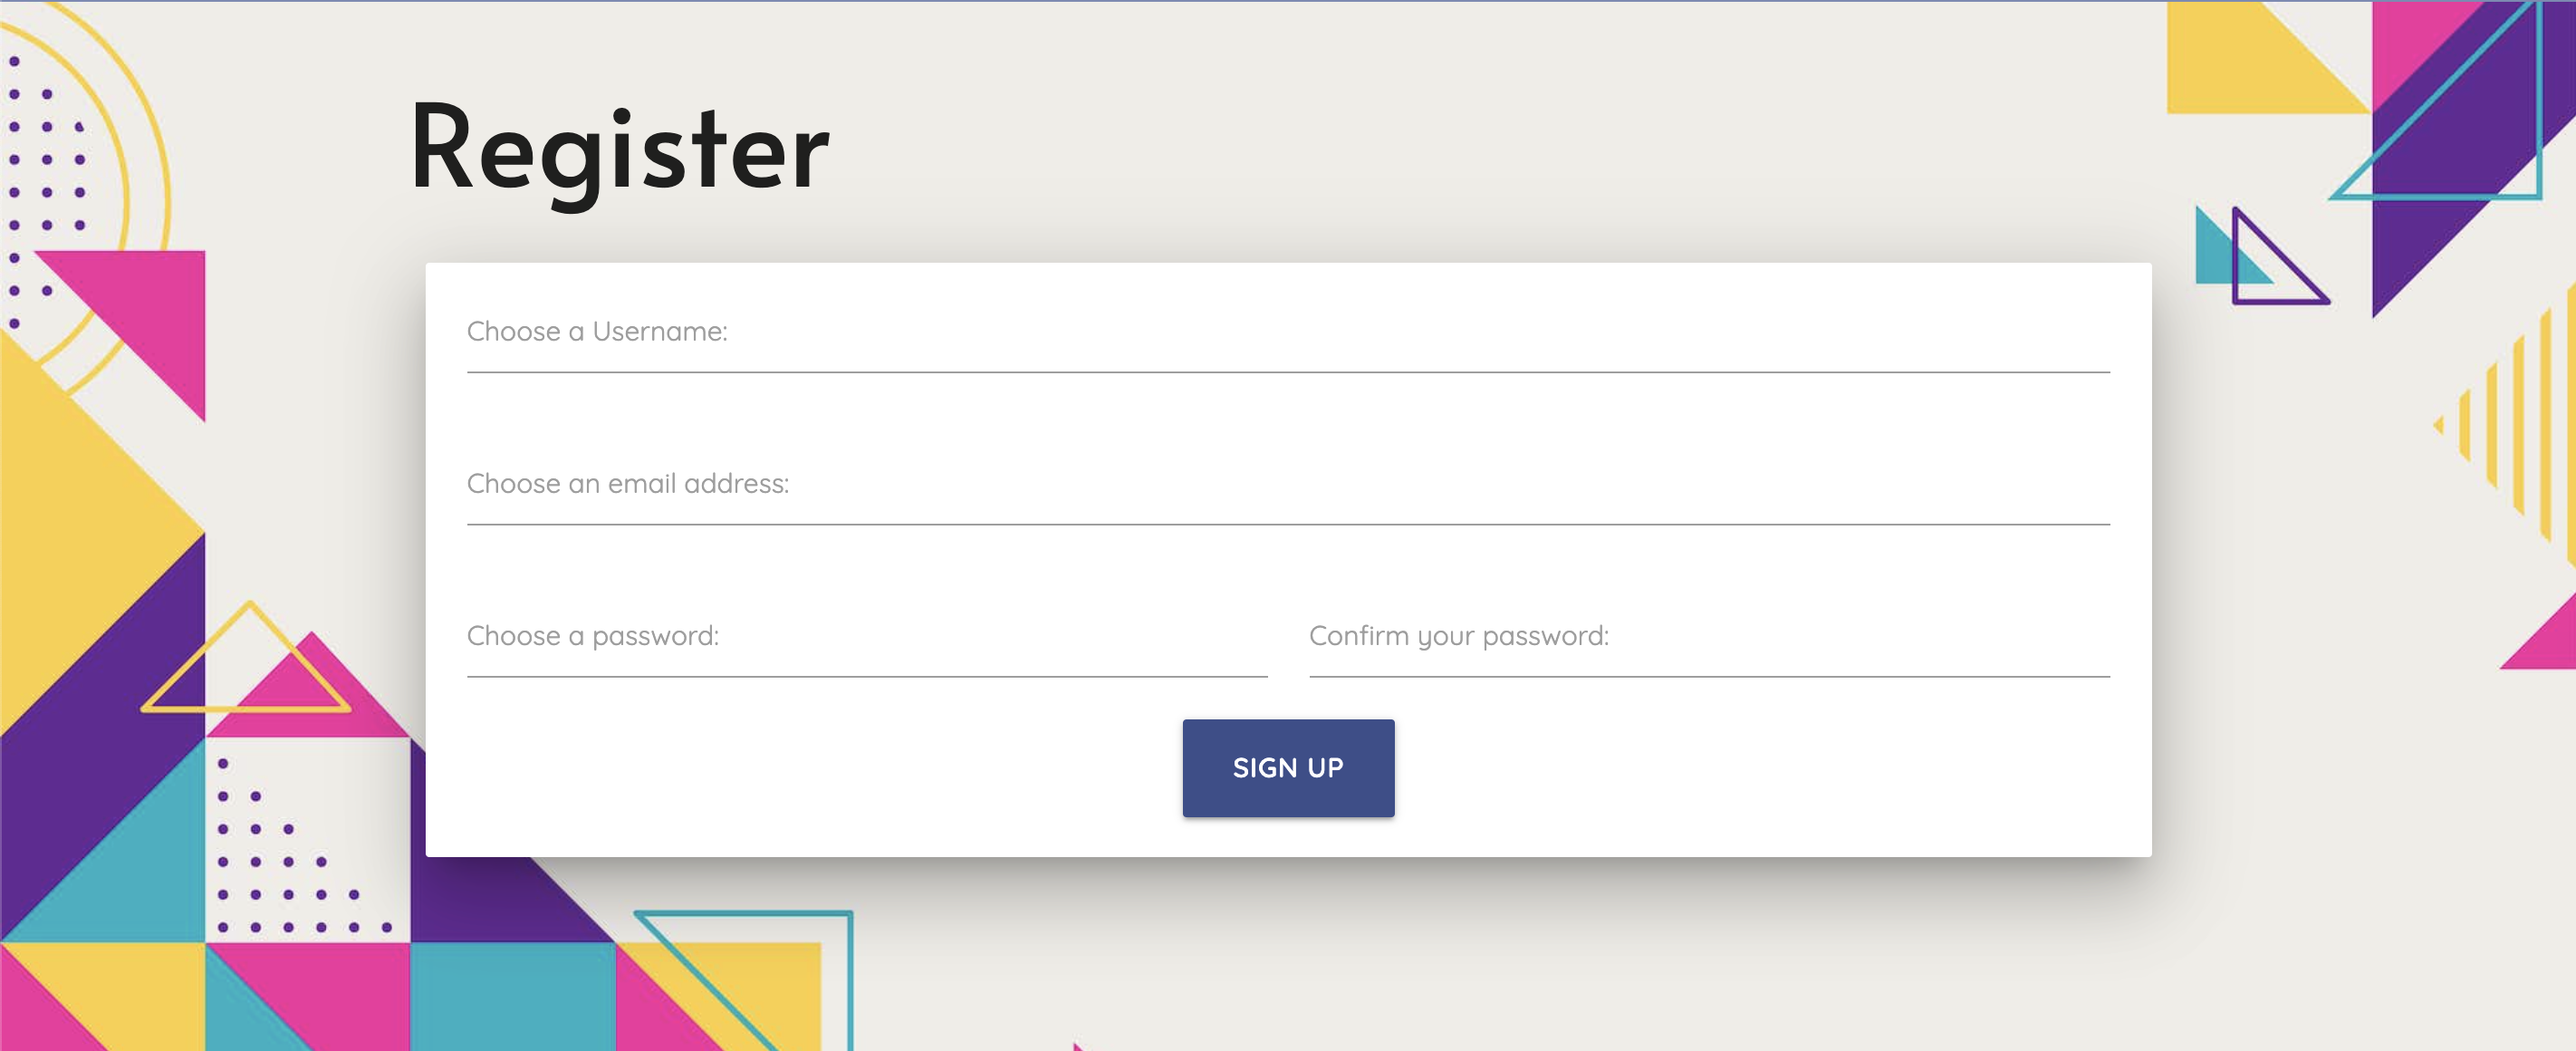 Register
Choose a Username:
Choose an email address:
Choose a password:
Confirm your password:
SIGN UP